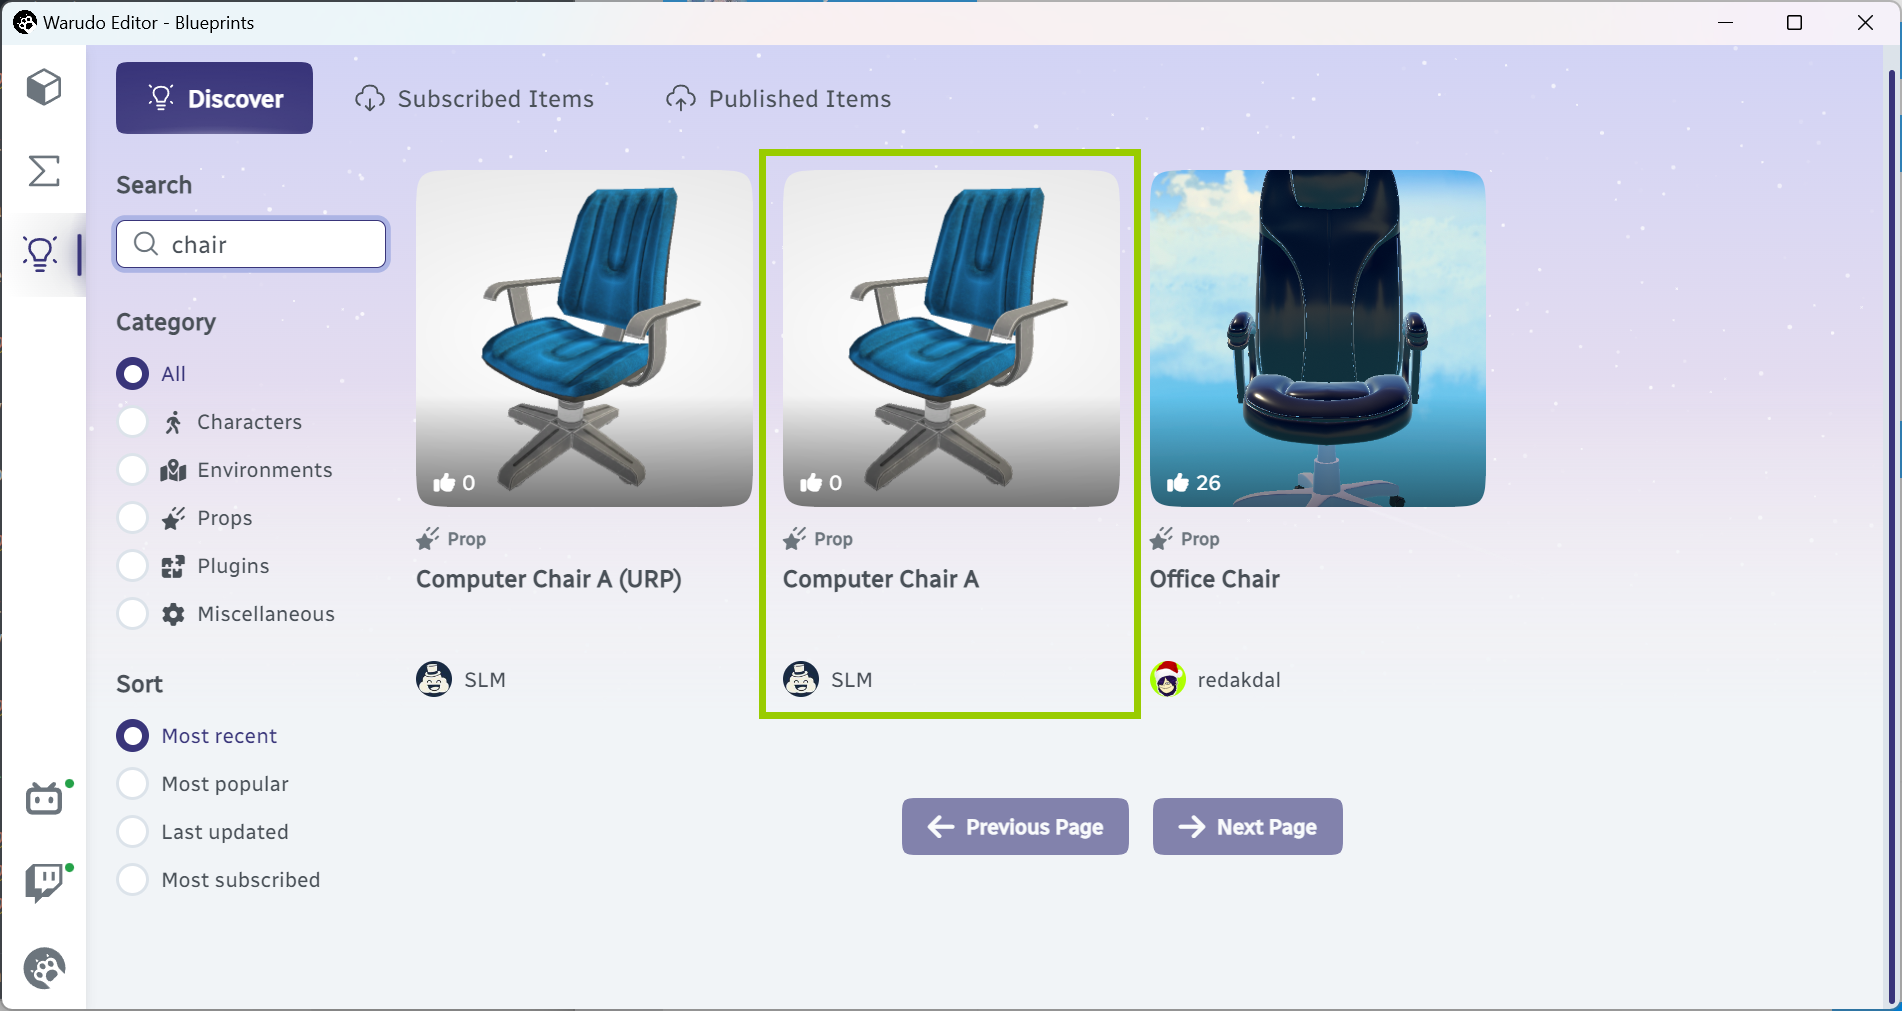 Warudo Editor - Blueprints
Discover
Subscribed Items
Published Items
Search
chair
Category
All
Characters
Environments
Props
Plugins
Miscellaneous
Sort
Most recent
Most popular
Last updated
Most subscribed
0
Prop
Computer Chair A (URP)
SLM
0
Prop
Computer Chair A
SLM
26
Prop
Office Chair
redakdal
Previous Page
Next Page